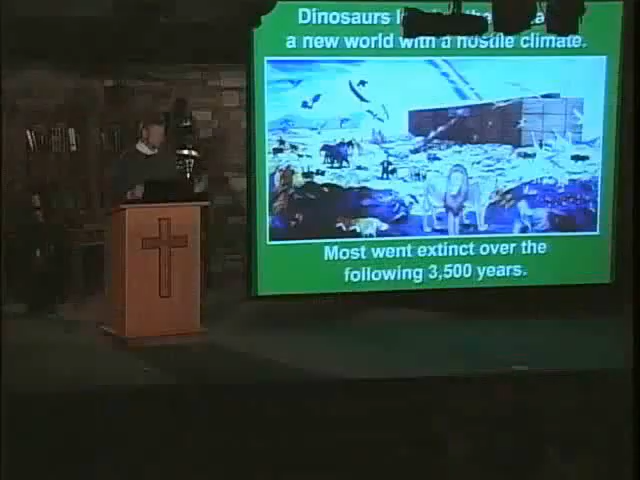 Dinosaurs
a new world with a hostile climate.
Most went extinct over the
following 3,500 years.